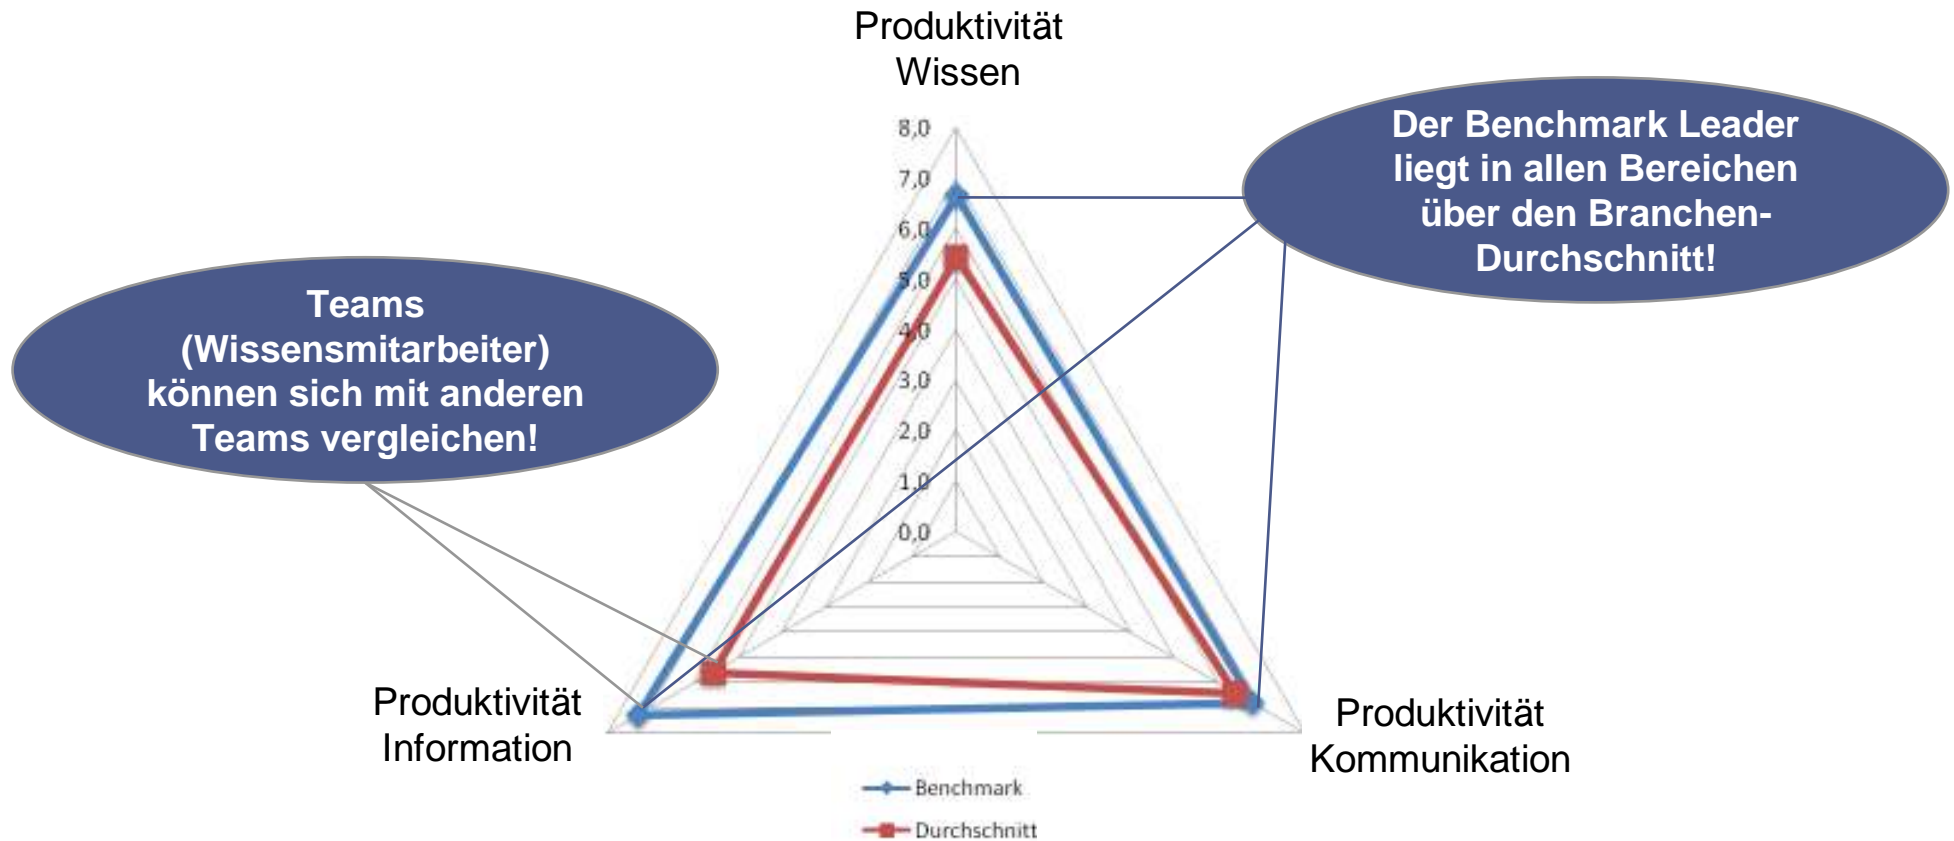 Produktivität
Wissen
Der Benchmark Leader
liegt in allen Bereichen
über den Branchen-
Durchschnitt!
Teams
(Wissensmitarbeiter)
können sich mit anderen
Teams vergleichen!
8,0
7,0
6,0
5,0
4,0
3,0
2,0
1,0
0,0
Produktivität
Information
Produktivität
Kommunikation
Benchmark
Durchschnitt